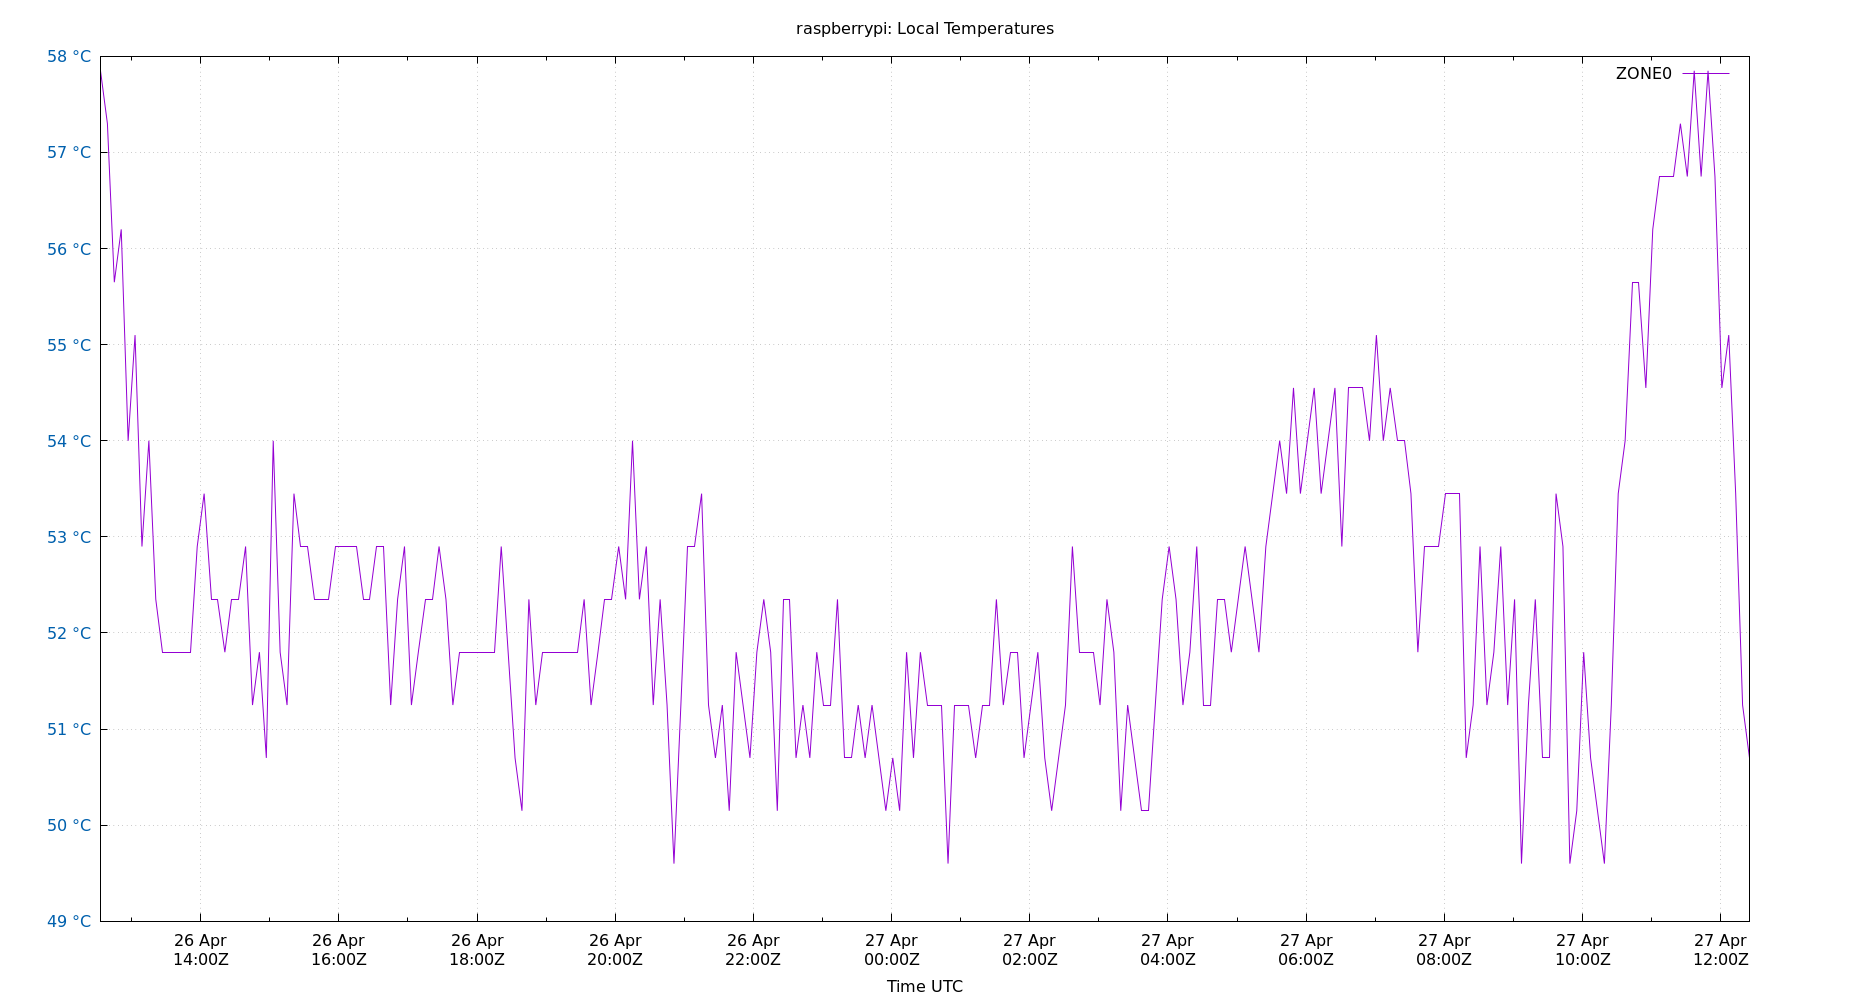 raspberrypi: Local Temperatures
58 °C
ZONE0
57 °C
56 °C
55 °C
54 °C
53 °C
52 °C
51 °C
50 °C
49 °C
26 Apr 26 Apr 26 Apr 26 Apr 26 Apr 27 Apr 27 Apr 27 Apr 27 Apr 27 Apr 27 Apr 27 Apr
14:00Z 16:00Z 18:00Z 20:00Z 22:00Z 00:00Z 02:00Z 04:00Z 06:00Z 08:00Z 10:00Z 12:00Z
Time UTC